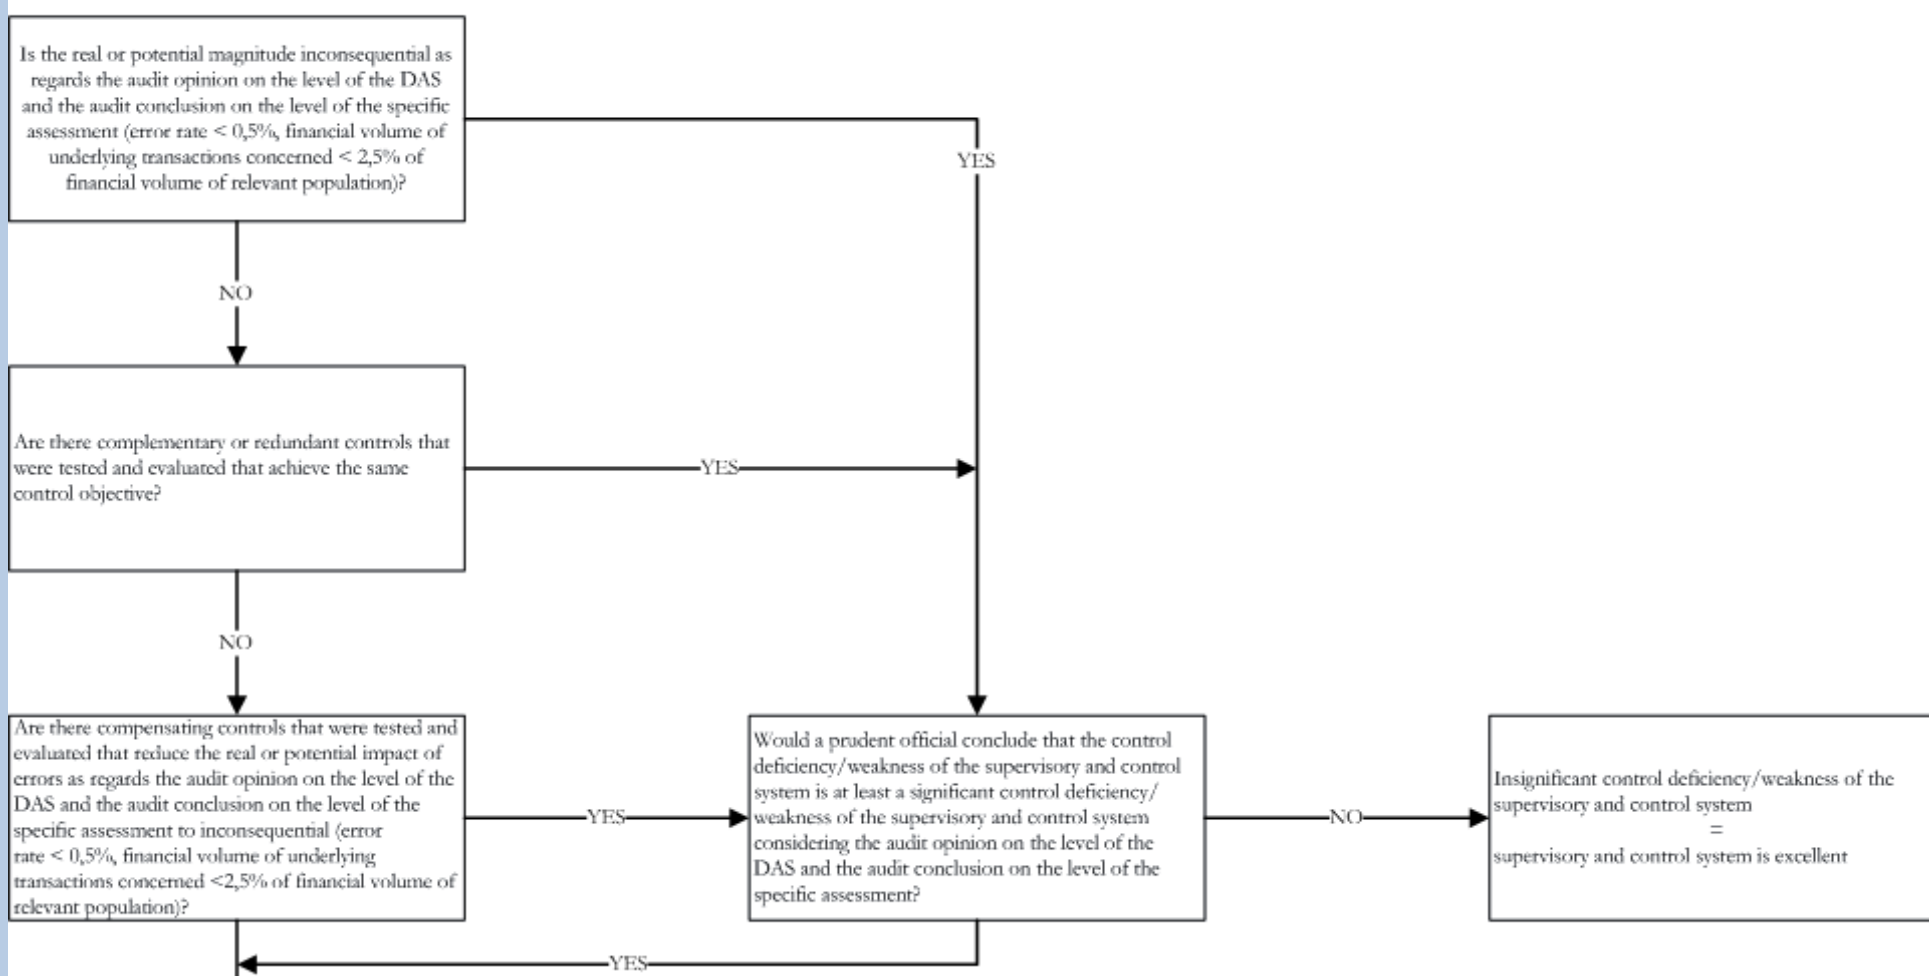 Is the real or potential magnitude inconsequential as
regards the audit opinion on the level of the DAS
and the audit conclusion on the level of the specific
assessment (error rate < 0,5%, financial volume of
underlying transactions concerned < 2,5% of
financial volume of relevant population)?
YES
NO
Are there complementary or redundant controls that
were tested and evaluated that achieve the same
control objective?
YES
NO
Are there compensating controls that were tested and
evaluated that reduce the real or potential impact of
errors as regards the audit opinion on the level of the
DAS and the audit conclusion on the level of the
specific assessment to inconsequential (error
rate < 0,5%, financial volume of underlying
transactions concerned <2,5% of financial volume of
relevant population)?
YES
Would a prudent official conclude that the control
deficiency/weakness of the supervisory and control
system is at least a significant control deficiency/
weakness of the supervisory and control system
considering the audit opinion on the level of the
DAS and the audit conclusion on the level of the
specific assessment?
NO
Insignificant control deficiency/weakness of the
supervisory and control system
=
supervisory and control system is excellent
YES